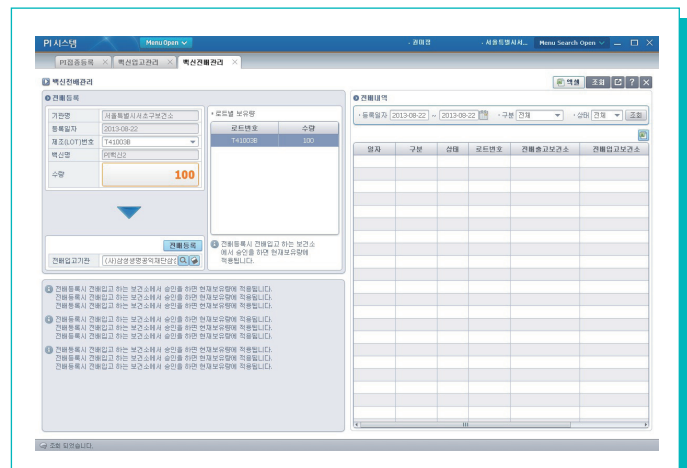 PI 시스템
Menu Open
- 권미정
- 서울특별시서...
Menu Search Open
PI접종등록
백신입고관리
백신전배관리
백신전배관리
엑셀
조회
전배등록
기관명
서울특별시서초구보건소
등록일자
2013-08-22
제조(LOT)번호
T410038
백신명
PI백신2
수량
100
로트별 보유량
로트번호
수량
T410038
100
전배등록
전배입고기관
(사)삼성생명공익재단삼성
전배등록시 전배입고 하는 보건소
에서 승인을 하면 현재보유량에
적용됩니다.
전배등록시 전배입고 하는 보건소에서 승인을 하면 현재보유량에 적용됩니다.
전배등록시 전배입고 하는 보건소에서 승인을 하면 현재보유량에 적용됩니다.
전배등록시 전배입고 하는 보건소에서 승인을 하면 현재보유량에 적용됩니다.
전배등록시 전배입고 하는 보건소에서 승인을 하면 현재보유량에 적용됩니다.
전배등록시 전배입고 하는 보건소에서 승인을 하면 현재보유량에 적용됩니다.
전배등록시 전배입고 하는 보건소에서 승인을 하면 현재보유량에 적용됩니다.
전배등록시 전배입고 하는 보건소에서 승인을 하면 현재보유량에 적용됩니다.
전배등록시 전배입고 하는 보건소에서 승인을 하면 현재보유량에 적용됩니다.
전배등록시 전배입고 하는 보건소에서 승인을 하면 현재보유량에 적용됩니다.
전배내역
등록일자 2013-08-22 ~ 2013-08-22
구분 전체
상태 전체
조회
일자
구분
상태
로트번호
전배출고보건소
전배입고보건소
조회 되었습니다.